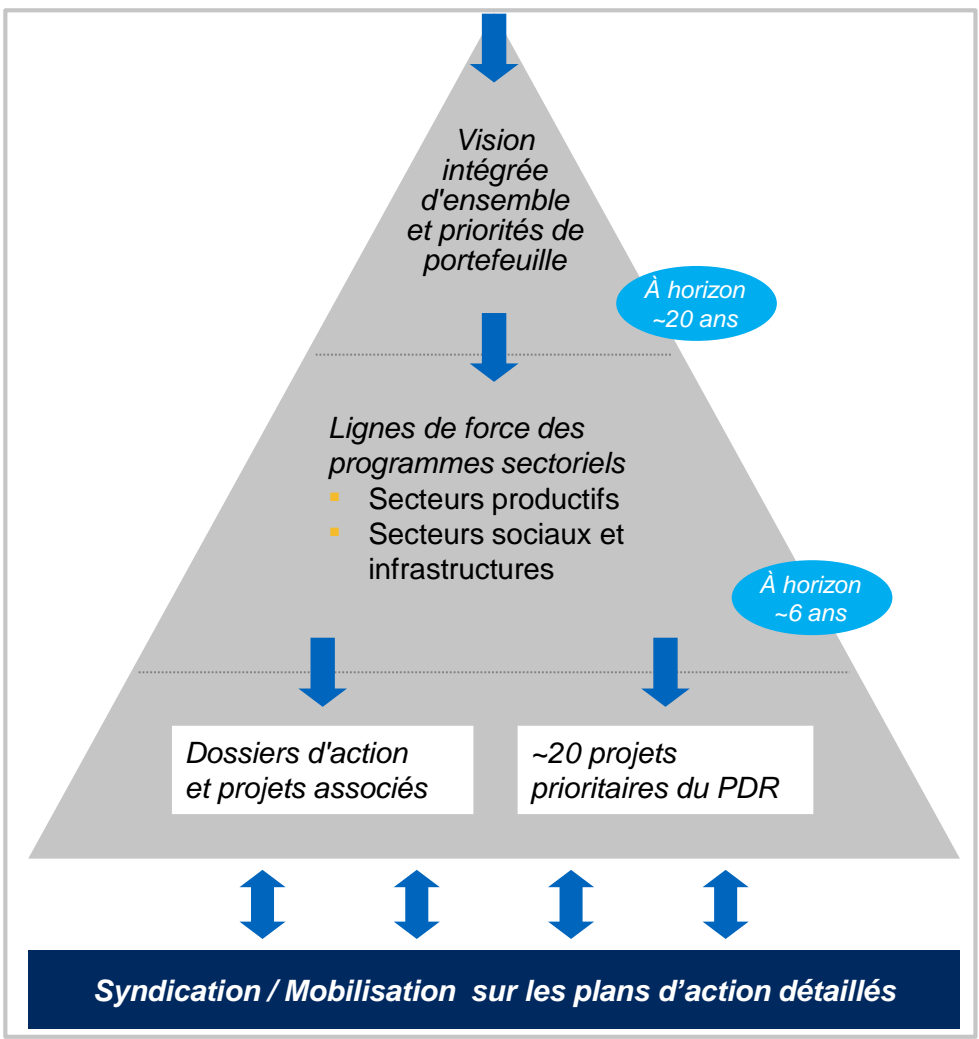 Vision
intégrée
d'ensemble
et priorités de
portefeuille
À horizon
~20 ans
Lignes de force des
programmes sectoriels
▪ Secteurs productifs
▪ Secteurs sociaux et
infrastructures
À horizon
~6 ans
Dossiers d'action
et projets associés
~20 projets
prioritaires du PDR
Syndication / Mobilisation sur les plans d’action détaillés